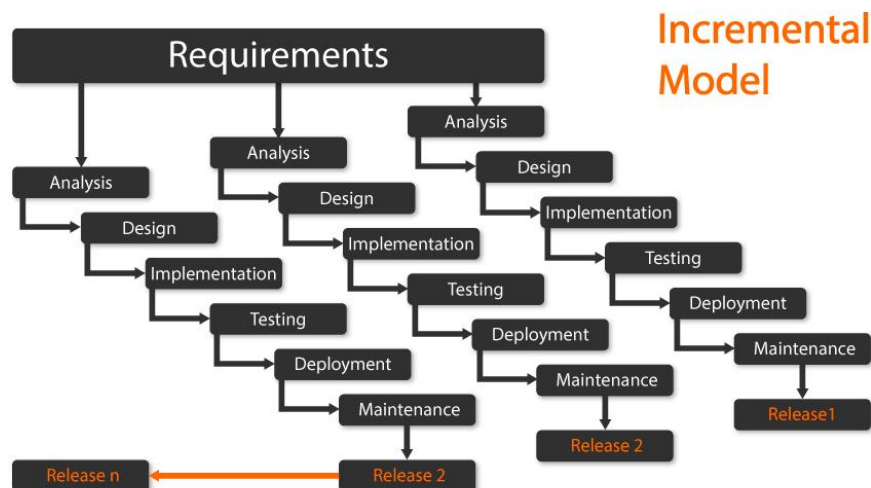 Incremental
Model
Requirements
Analysis
Design
Implementation
Testing
Deployment
Maintenance
Release 2
Release n
Analysis
Design
Implementation
Testing
Deployment
Maintenance
Release 2
Analysis
Design
Implementation
Testing
Deployment
Maintenance
Release1